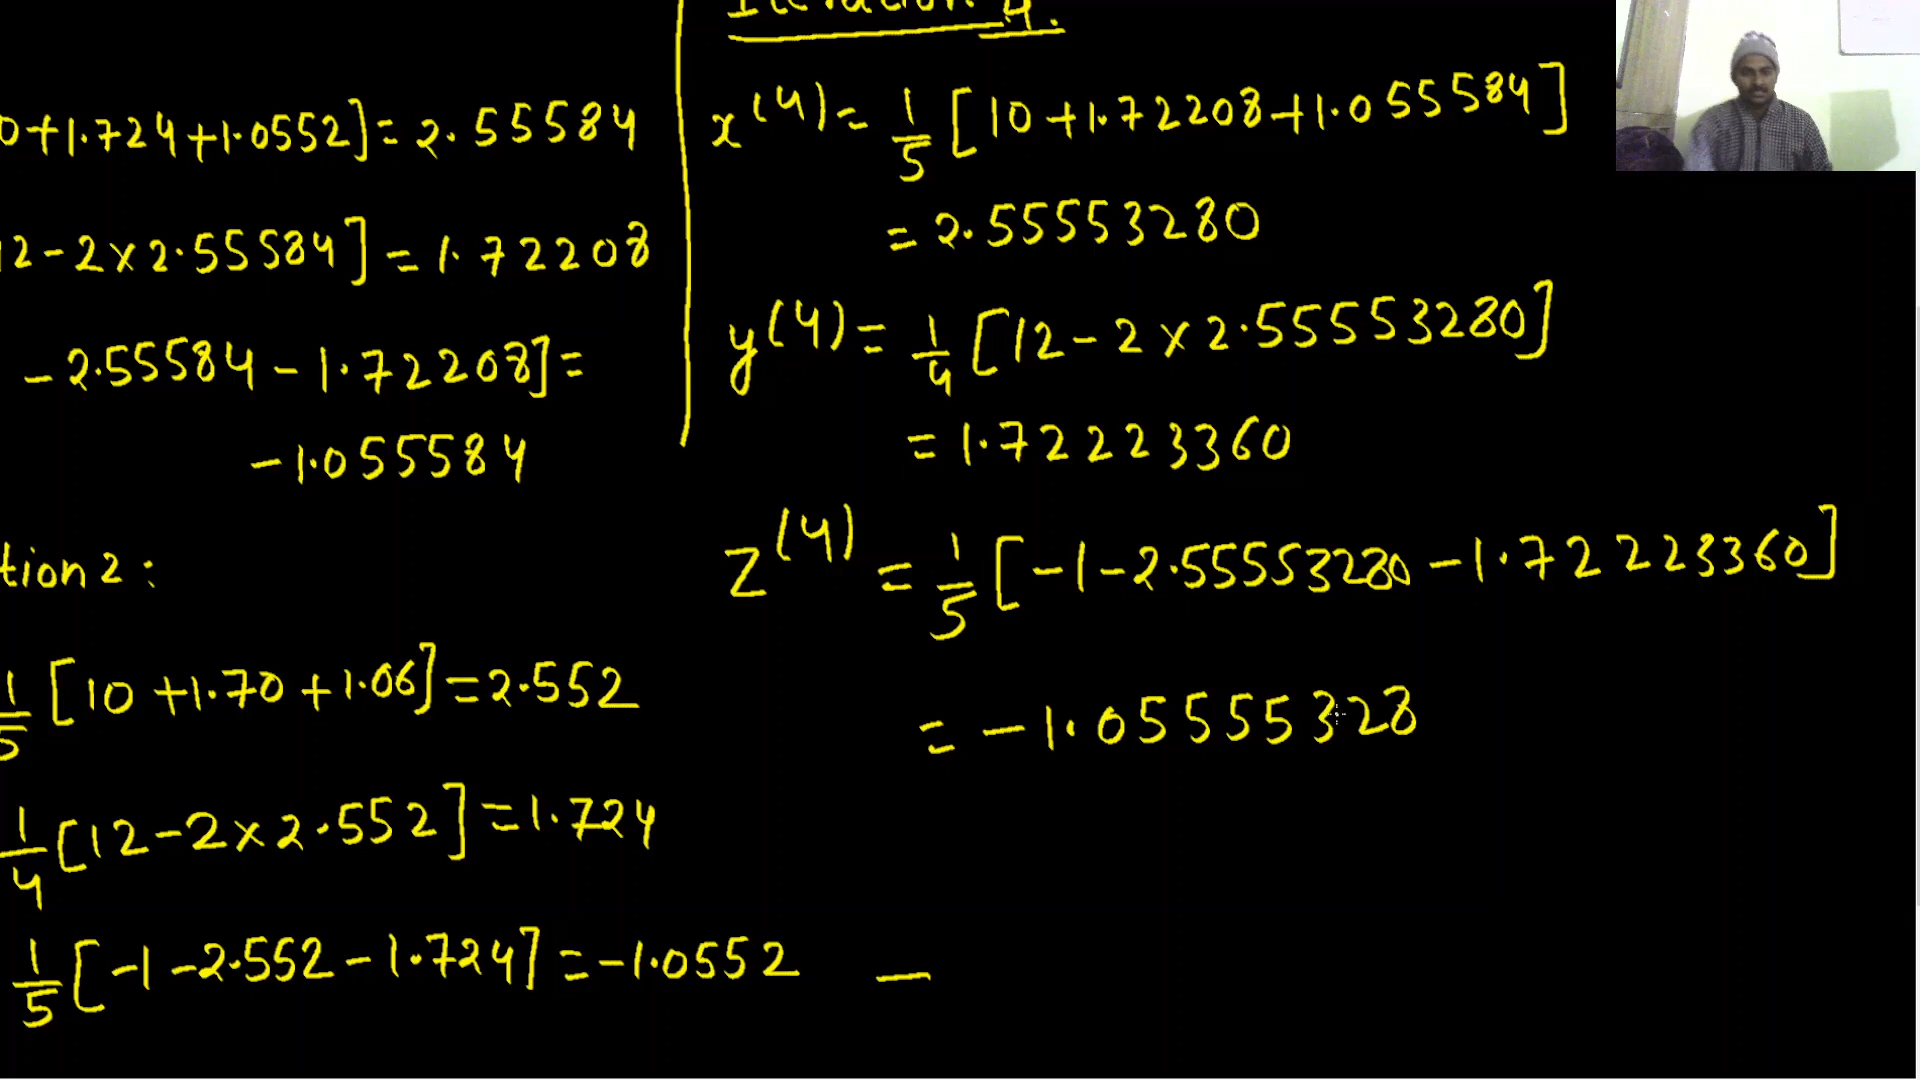 0+1.724+1.0552]=2.55584
12-2×2.55584]=1.72208
-2.55584-1.72208]=
-1.055584
tion 2:
1/5 [10+1.70+1.06]=2.552
1/4 [12-2×2.552]=1.724
1/5 [-1-2.552-1.724]=-1.0552 —
Iteration 4.
x^(4)= 1/5 [10+1.72208+1.055584]
=2.55553280
y^(4)= 1/4 [12-2×2.55553280]
=1.72223360
z^(4) = 1/5 [-1-2.55553280-1.72223360]
=-1.05555328